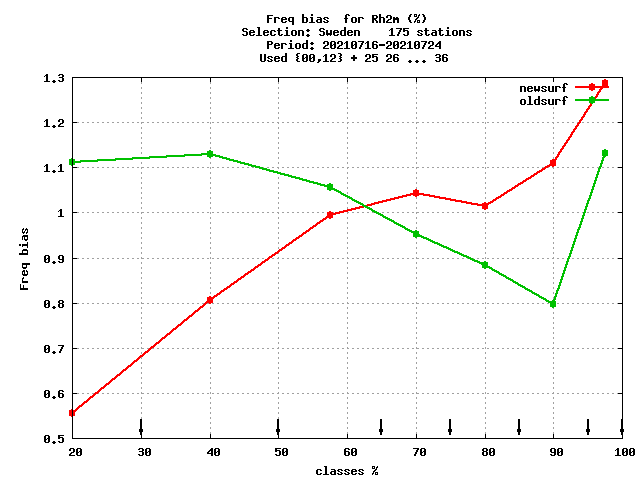 Freq bias  for Rh2m (%)
Selection: Sweden    175 stations
Period: 20210716-20210724
Used {00,12} + 25 26 ... 36
newsurf
oldsurf
1.3
1.2
1.1
1
0.9
0.8
0.7
0.6
0.5
Freq bias
20 30 40 50 60 70 80 90 100
classes %